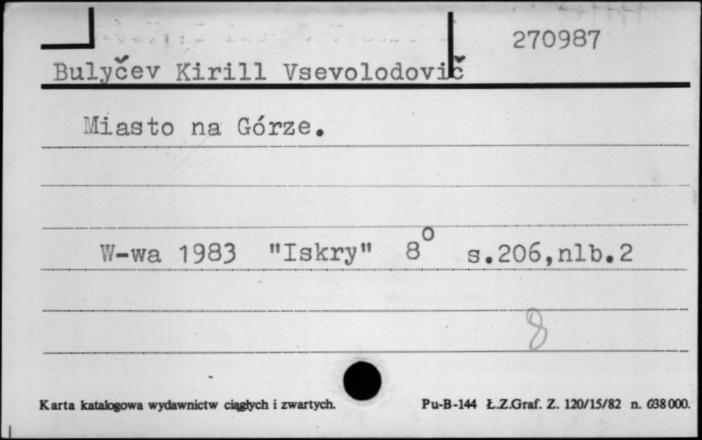 270987
Bulyčev Kirill Vsevolodovič
Miasto na Górze.
W-wa 1983 "Iskry" 8° s.206,nlb.2
8
Karta katalogowa wydawnictw ciągłych i zwartych. Pu-B-144 Ł.Z.Graf. Z. 120/15/82 n. 638000.